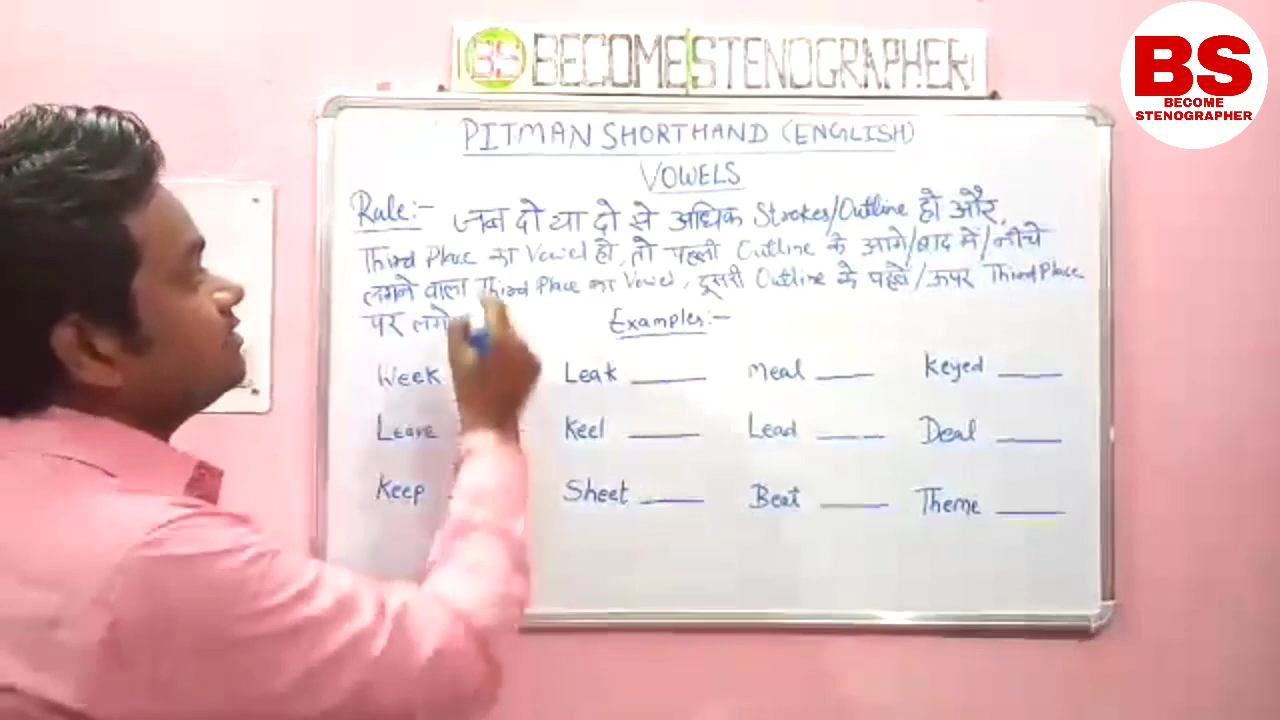 BS BECOME STENOGRAPHER
BS
BECOME
STENOGRAPHER
PITMAN SHORTHAND (ENGLISH)
VOWELS
Rule:- जब दो या दो से अधिक Strokes/Outline हो और,
Third Place का Vowel हो, तो पहली Outline के आगे/बाद में/नीचे
लगने वाला Third Place का Vowel, दूसरी Outline के पहले/ऊपर Third Place
पर लगे
Examples:-
Week Leak Meal Keyed
Leave Keel Lead Deal
Keep Sheet Beat Theme